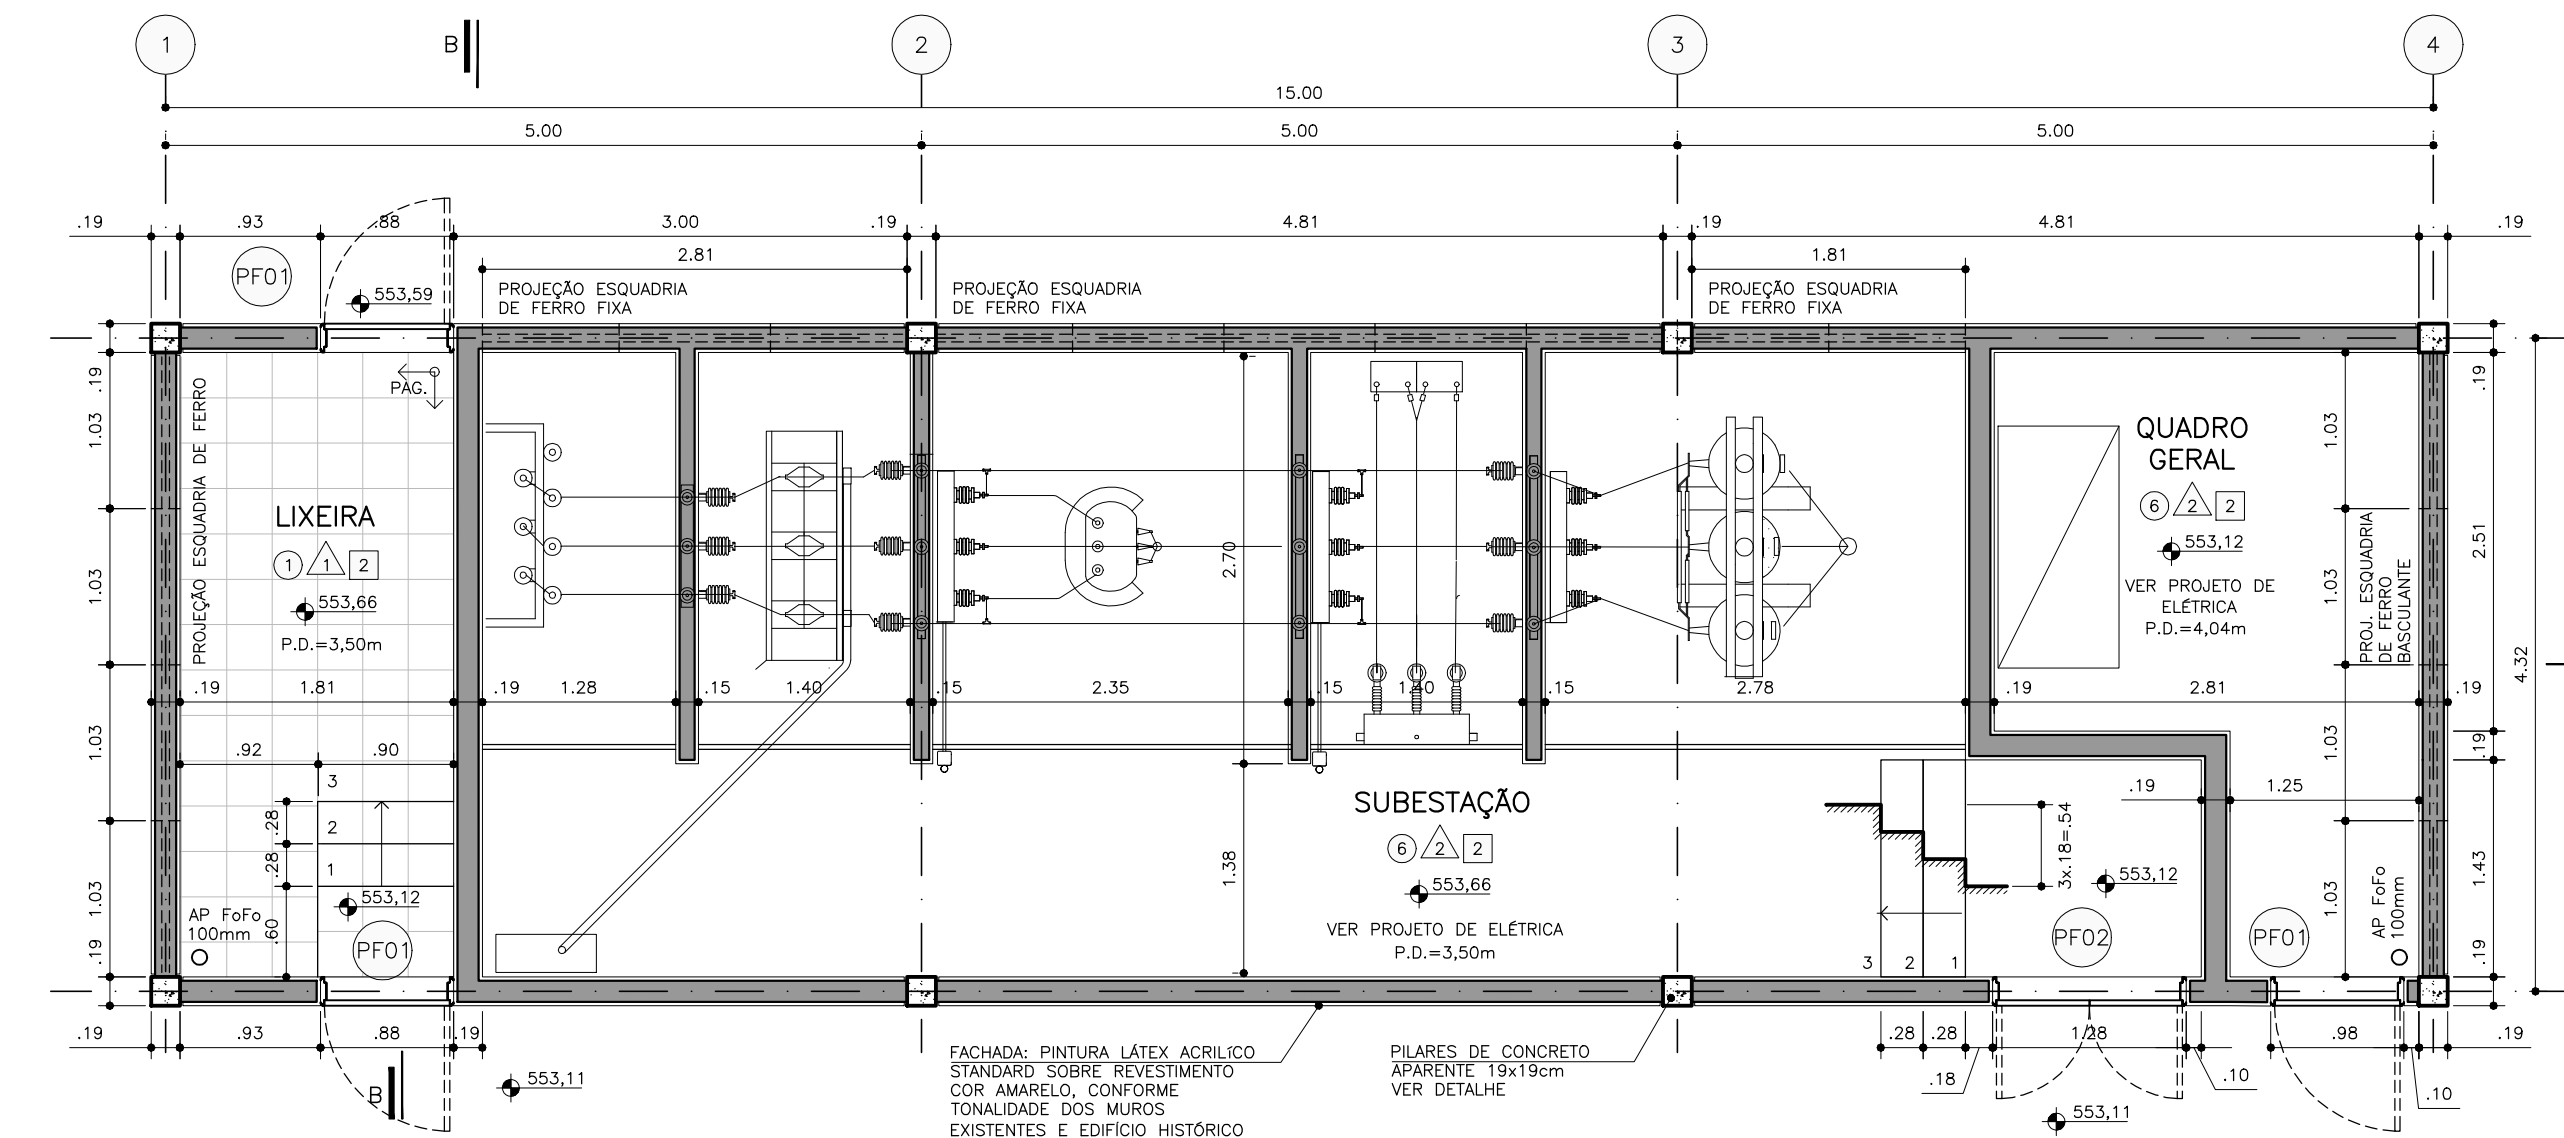 1
B
2
3
4
15.00
5.00
5.00
5.00
.19
.93
.88
3.00
.19
4.81
.19
4.81
.19
2.81
1.81
PF01
553,59
PROJEÇÃO ESQUADRIA
DE FERRO FIXA
PROJEÇÃO ESQUADRIA
DE FERRO FIXA
PROJEÇÃO ESQUADRIA
DE FERRO FIXA
.19
1.03
1.03
1.03
1.03
.19
PROJEÇÃO ESQUADRIA DE FERRO
PAG.
LIXEIRA
1
1
2
553,66
P.D.=3,50m
.19
1.81
.19
1.28
.15
1.40
.15
2.35
.15
1.40
.15
2.78
.19
2.81
.19
2.70
1.38
QUADRO
GERAL
6
2
2
553,12
VER PROJETO DE
ELÉTRICA
P.D.=4,04m
1.03
1.03
1.03
1.03
PROJ. ESQUADRIA
DE FERRO
BASCULANTE
.19
2.51
.19
1.43
.19
4.32
.92
.90
3
2
1
.28
.28
.60
553,12
AP FoFo
100mm
PF01
SUBESTAÇÃO
6
2
2
553,66
VER PROJETO DE ELÉTRICA
P.D.=3,50m
3x.18=.54
3
2
1
.19
1.25
553,12
PF02
PF01
AP FoFo
100mm
.19
.93
.88
.19
.28
.28
1.28
.98
.19
.18
.10
.10
B
553,11
553,11
FACHADA: PINTURA LÁTEX ACRILíCO
STANDARD SOBRE REVESTIMENTO
COR AMARELO, CONFORME
TONALIDADE DOS MUROS
EXISTENTES E EDIFÍCIO HISTÓRICO
PILARES DE CONCRETO
APARENTE 19x19cm
VER DETALHE